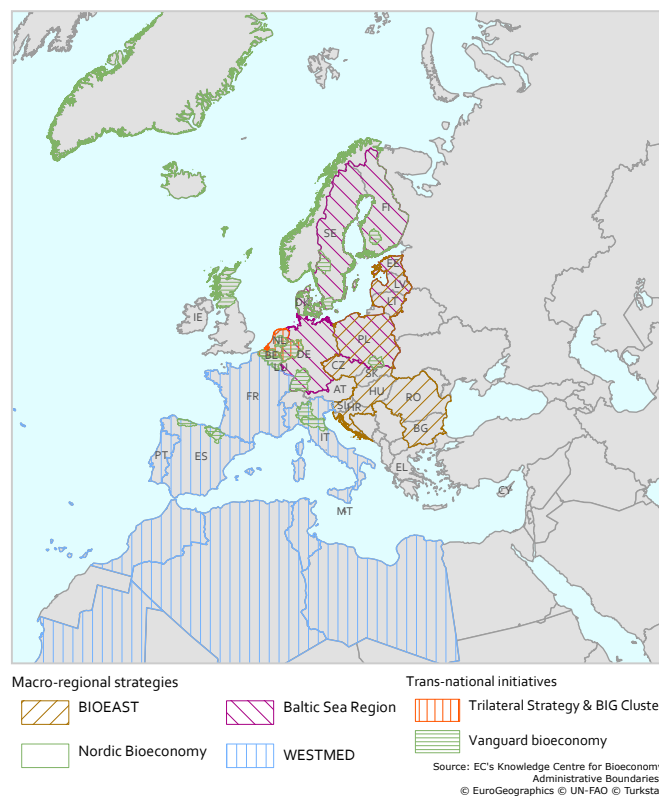 FI
SE
EE
LV
LT
DK
IE
NL
PL
BE
DE
LU
CZ
SK
AT
FR
HU
RO
SI
HR
BG
IT
PT
ES
EL
CY
MT
Macro-regional strategies
Trans-national initiatives
BIOEAST
Baltic Sea Region
Trilateral Strategy & BIG Cluste
Nordic Bioeconomy
WESTMED
Vanguard bioeconomy
Source: EC's Knowledge Centre for Bioeconomy
Administrative Boundaries
© EuroGeographics © UN-FAO © Turksta